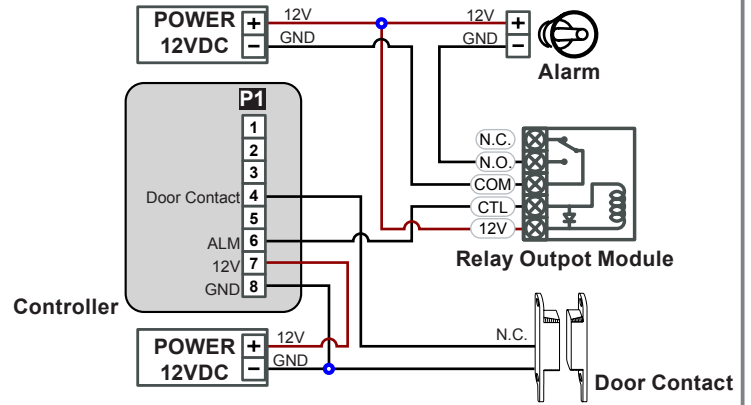 POWER + 12V 12V +
12VDC − GND GND −
Alarm
P1
1
2
3
Door Contact 4
5
ALM 6
12V 7
GND 8
Controller
N.C.
N.O.
COM
CTL
12V
Relay Outpot Module
POWER + 12V
12VDC − GND
N.C.
Door Contact